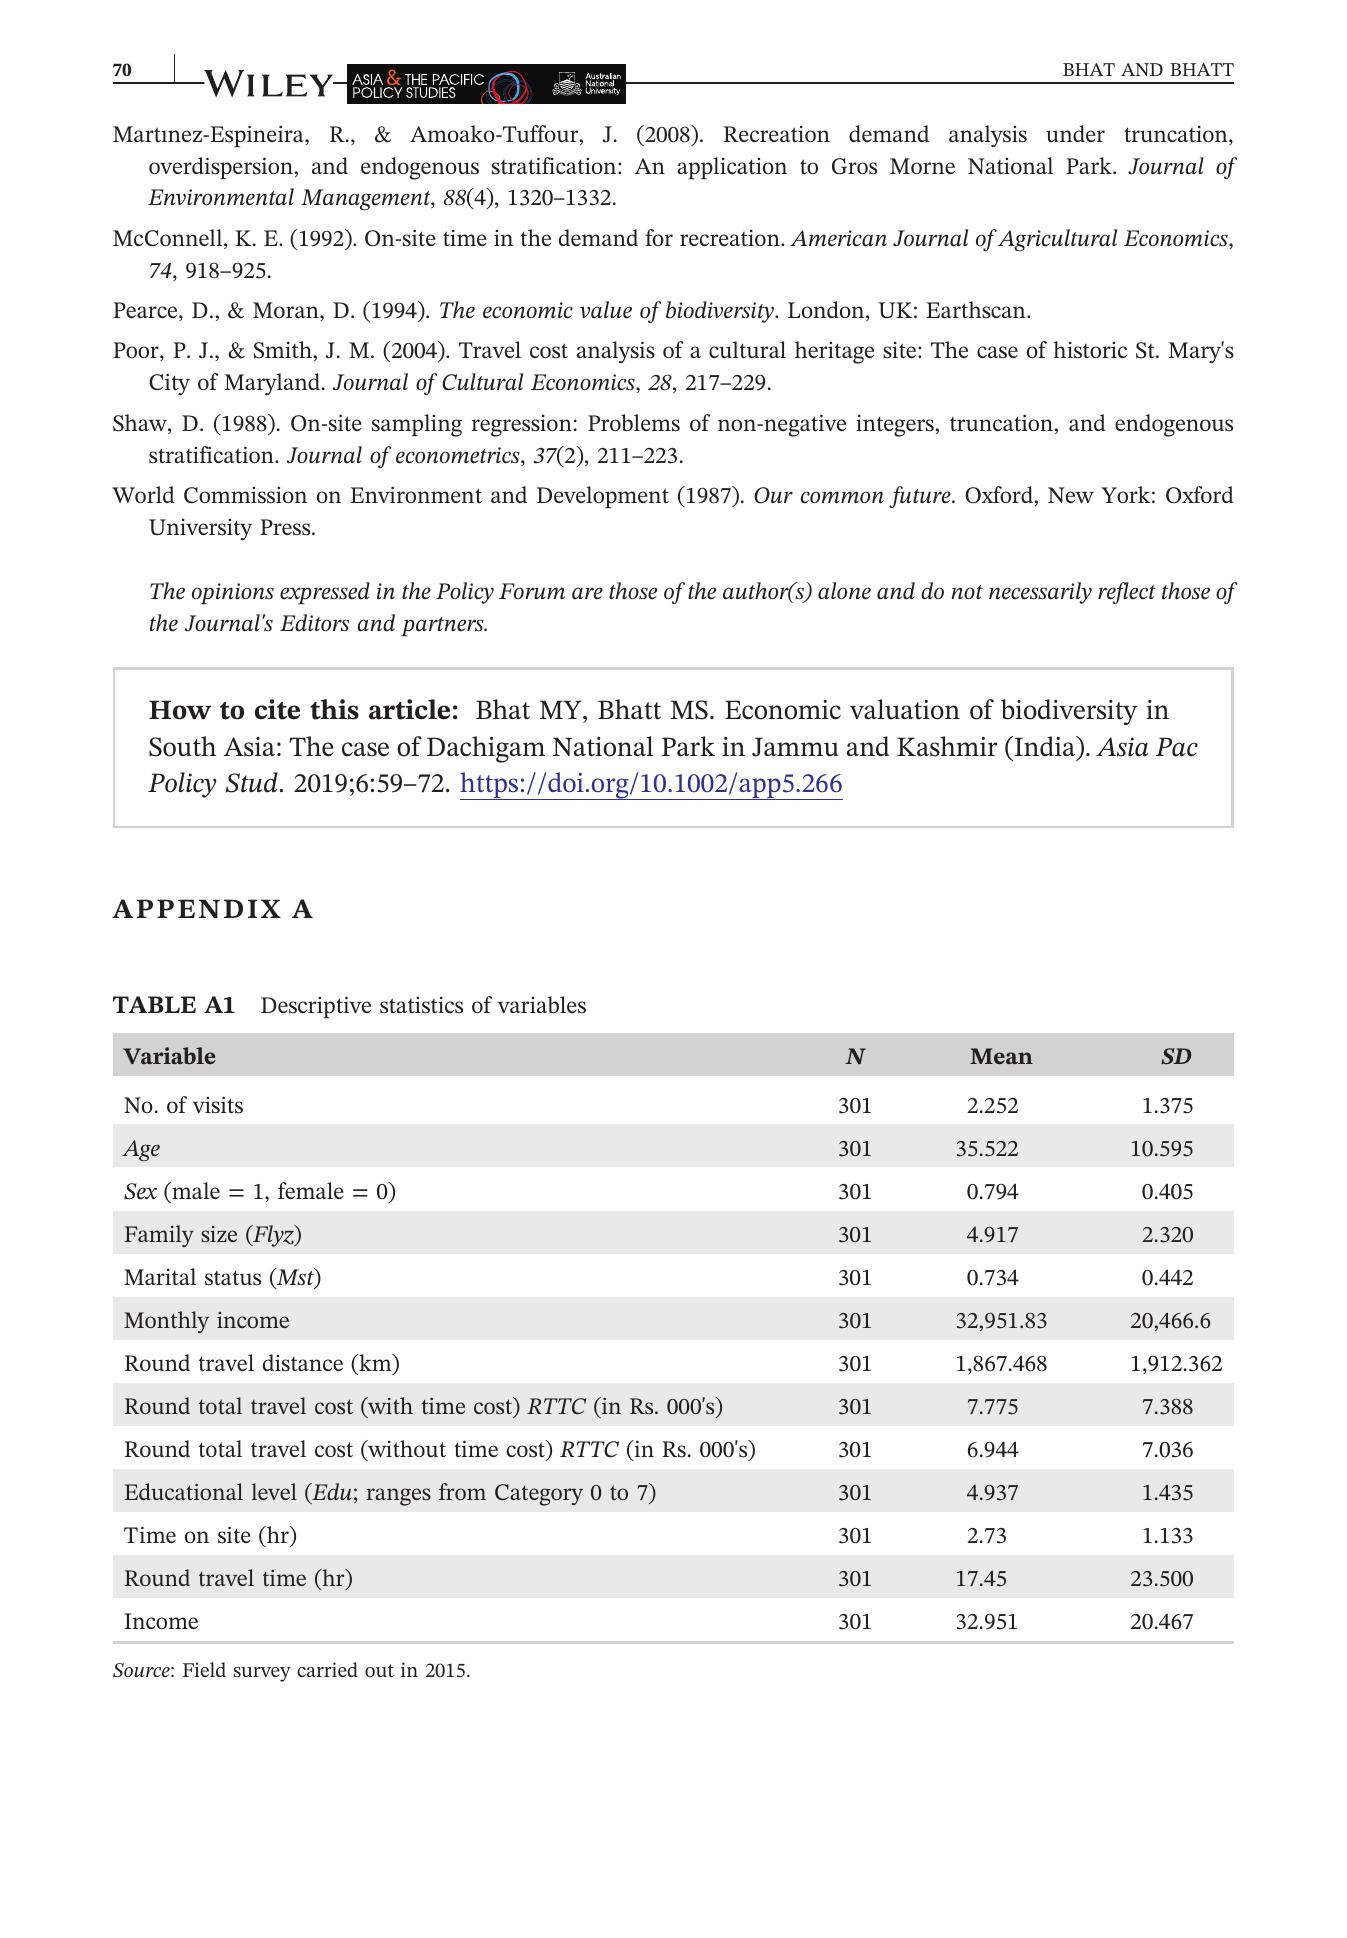 70
WILEY
ASIA & THE PACIFIC
POLICY STUDIES
Australian
National
University
BHAT AND BHATT
Martınez-Espineira, R., & Amoako-Tuffour, J. (2008). Recreation demand analysis under truncation,
overdispersion, and endogenous stratification: An application to Gros Morne National Park. Journal of
Environmental Management, 88(4), 1320–1332.
McConnell, K. E. (1992). On-site time in the demand for recreation. American Journal of Agricultural Economics,
74, 918–925.
Pearce, D., & Moran, D. (1994). The economic value of biodiversity. London, UK: Earthscan.
Poor, P. J., & Smith, J. M. (2004). Travel cost analysis of a cultural heritage site: The case of historic St. Mary's
City of Maryland. Journal of Cultural Economics, 28, 217–229.
Shaw, D. (1988). On-site sampling regression: Problems of non-negative integers, truncation, and endogenous
stratification. Journal of econometrics, 37(2), 211–223.
World Commission on Environment and Development (1987). Our common future. Oxford, New York: Oxford
University Press.
The opinions expressed in the Policy Forum are those of the author(s) alone and do not necessarily reflect those of
the Journal's Editors and partners.
How to cite this article: Bhat MY, Bhatt MS. Economic valuation of biodiversity in
South Asia: The case of Dachigam National Park in Jammu and Kashmir (India). Asia Pac
Policy Stud. 2019;6:59–72. https://doi.org/10.1002/app5.266
APPENDIX A
TABLE A1 Descriptive statistics of variables
Variable N Mean SD
No. of visits 301 2.252 1.375
Age 301 35.522 10.595
Sex (male = 1, female = 0) 301 0.794 0.405
Family size (Flyz) 301 4.917 2.320
Marital status (Mst) 301 0.734 0.442
Monthly income 301 32,951.83 20,466.6
Round travel distance (km) 301 1,867.468 1,912.362
Round total travel cost (with time cost) RTTC (in Rs. 000's) 301 7.775 7.388
Round total travel cost (without time cost) RTTC (in Rs. 000's) 301 6.944 7.036
Educational level (Edu; ranges from Category 0 to 7) 301 4.937 1.435
Time on site (hr) 301 2.73 1.133
Round travel time (hr) 301 17.45 23.500
Income 301 32.951 20.467
Source: Field survey carried out in 2015.